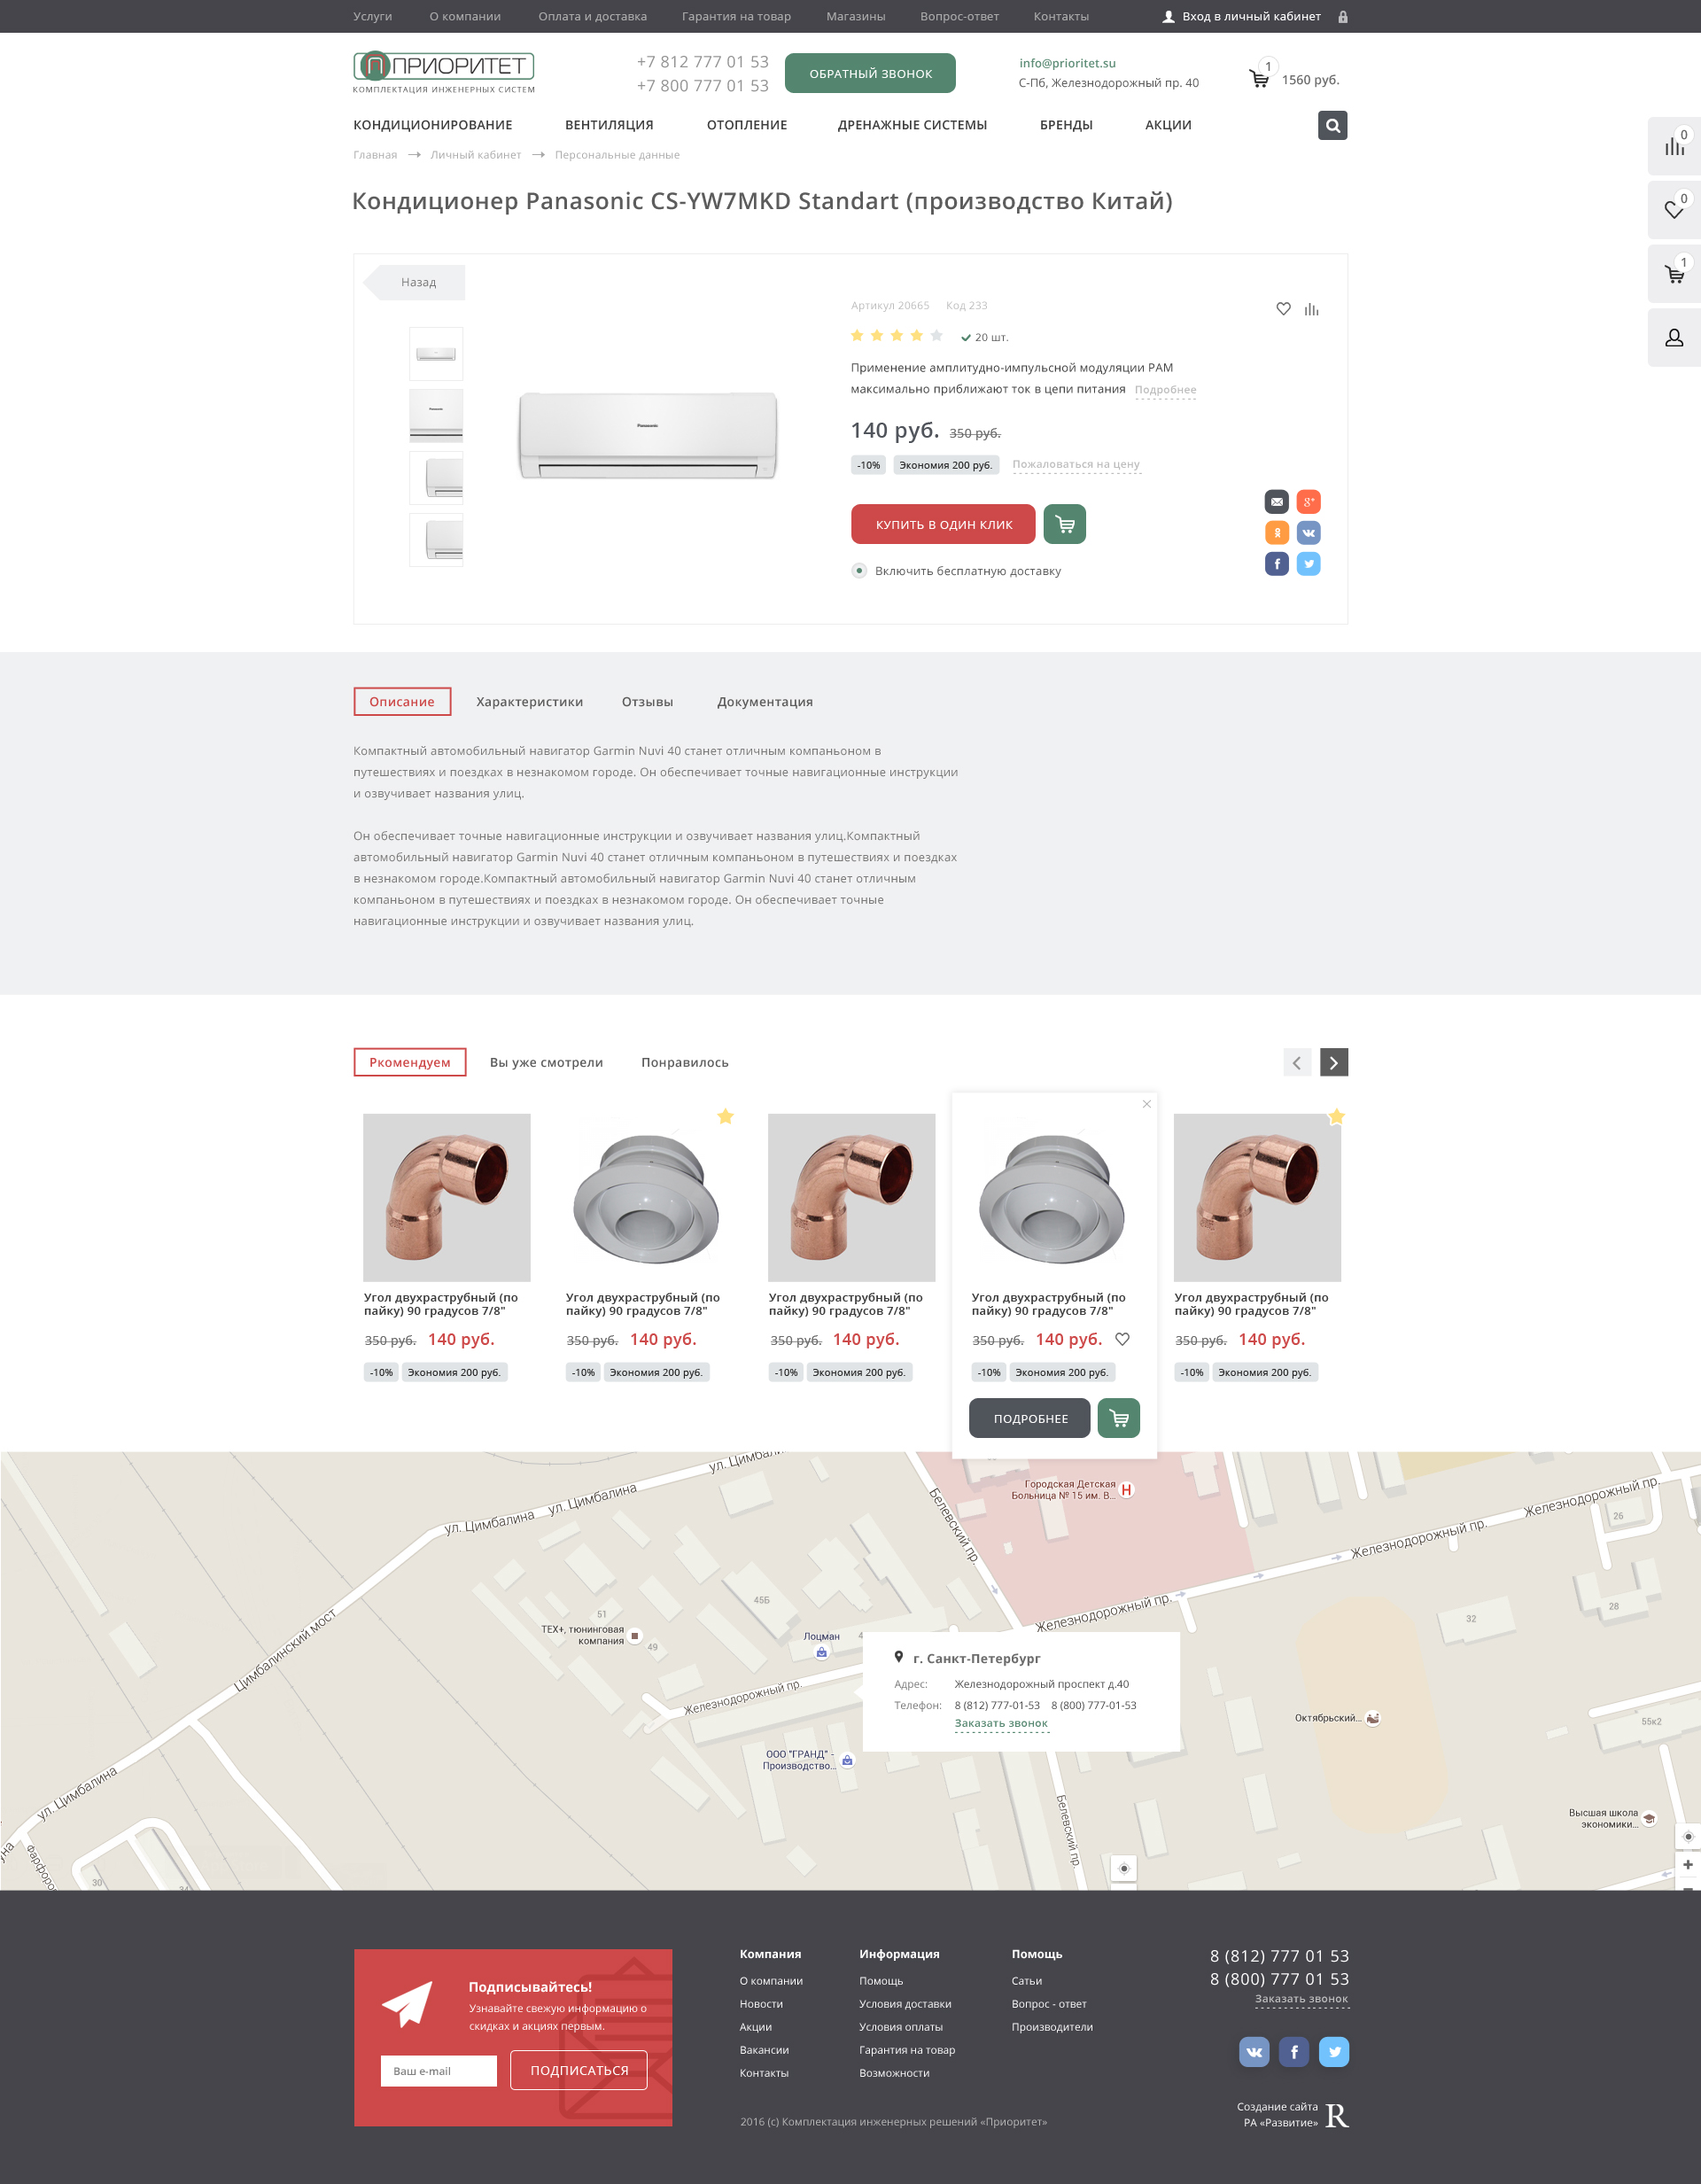 Услуги О компании Оплата и доставка Гарантия на товар Магазины Вопрос-ответ Контакты Вход в личный кабинет
ПРИОРИТЕТ
КОМПЛЕКТАЦИЯ ИНЖЕНЕРНЫХ СИСТЕМ
+7 812 777 01 53
+7 800 777 01 53
ОБРАТНЫЙ ЗВОНОК
info@prioritet.su
С-Пб, Железнодорожный пр. 40
1
1560 руб.
КОНДИЦИОНИРОВАНИЕ ВЕНТИЛЯЦИЯ ОТОПЛЕНИЕ ДРЕНАЖНЫЕ СИСТЕМЫ БРЕНДЫ АКЦИИ
0
0
1
Главная Личный кабинет Персональные данные
Кондиционер Panasonic CS-YW7MKD Standart (производство Китай)
Назад
Panasonic
Panasonic
Артикул 20665 Код 233
20 шт.
Применение амплитудно-импульсной модуляции PAM
максимально приближают ток в цепи питания Подробнее
140 руб. 350 руб.
-10% Экономия 200 руб. Пожаловаться на цену
КУПИТЬ В ОДИН КЛИК
Включить бесплатную доставку
Описание Характеристики Отзывы Документация
Компактный автомобильный навигатор Garmin Nuvi 40 станет отличным компаньоном в
путешествиях и поездках в незнакомом городе. Он обеспечивает точные навигационные инструкции
и озвучивает названия улиц.
Он обеспечивает точные навигационные инструкции и озвучивает названия улиц.Компактный
автомобильный навигатор Garmin Nuvi 40 станет отличным компаньоном в путешествиях и поездках
в незнакомом городе.Компактный автомобильный навигатор Garmin Nuvi 40 станет отличным
компаньоном в путешествиях и поездках в незнакомом городе. Он обеспечивает точные
навигационные инструкции и озвучивает названия улиц.
Ркомендуем Вы уже смотрели Понравилось
Угол двухраструбный (по
пайку) 90 градусов 7/8"
350 руб. 140 руб.
-10% Экономия 200 руб.
Угол двухраструбный (по
пайку) 90 градусов 7/8"
350 руб. 140 руб.
-10% Экономия 200 руб.
Угол двухраструбный (по
пайку) 90 градусов 7/8"
350 руб. 140 руб.
-10% Экономия 200 руб.
Угол двухраструбный (по
пайку) 90 градусов 7/8"
350 руб. 140 руб.
-10% Экономия 200 руб.
ПОДРОБНЕЕ
Угол двухраструбный (по
пайку) 90 градусов 7/8"
350 руб. 140 руб.
-10% Экономия 200 руб.
ул. Цимбалина
ул. Цимбалина
ул. Цимбали
Белевский пр.
Городская Детская
Больница № 15 им. В...
H
Железнодорожный пр.
Железнодорожный пр.
Железнодорожный пр.
26
28
32
45Б
51
49
ТЕХ+, тюнинговая
компания
Лоцман
4
Цимбалинский мост
Железнодорожный пр.
г. Санкт-Петербург
Адрес: Железнодорожный проспект д.40
Телефон: 8 (812) 777-01-53 8 (800) 777-01-53
Заказать звонок
Октябрьский...
55к2
ООО "ГРАНД" -
Производство...
ул. Цимбалина
Белевский пр.
Высшая школа
экономики...
уна
Фарфоро
30
34
Подписывайтесь!
Узнавайте свежую информацию о
скидках и акциях первым.
Ваш e-mail
ПОДПИСАТЬСЯ
Компания
О компании
Новости
Акции
Вакансии
Контакты
Информация
Помощь
Условия доставки
Условия оплаты
Гарантия на товар
Возможности
Помощь
Сатьи
Вопрос - ответ
Производители
8 (812) 777 01 53
8 (800) 777 01 53
Заказать звонок
2016 (с) Комплектация инженерных решений «Приоритет»
Создание сайта
РА «Развитие»
R